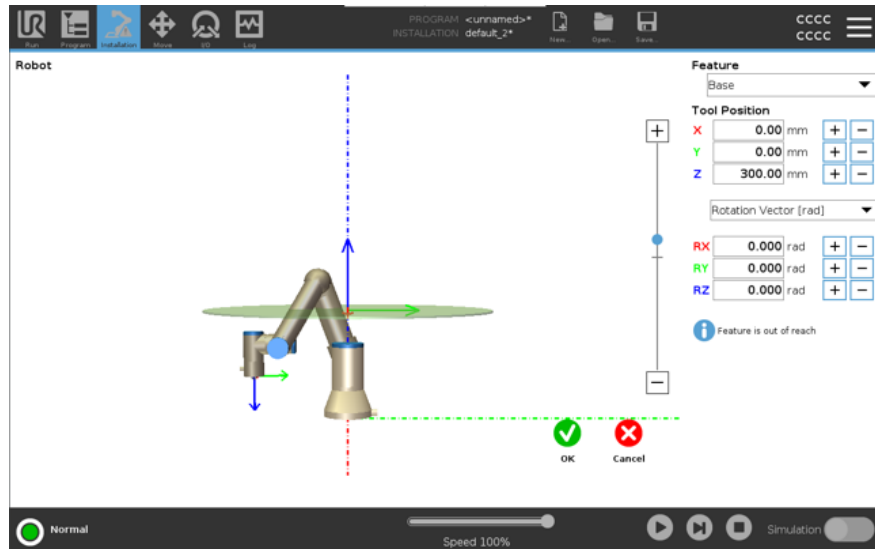 PROGRAM <unnamed>*
INSTALLATION default_2*
Run
Program
Installation
Move
I/O
Log
New...
Open...
Save...
CCCC
CCCC
Robot
Feature
Base
Tool Position
X 0.00 mm + −
Y 0.00 mm + −
Z 300.00 mm + −
Rotation Vector [rad]
RX 0.000 rad + −
RY 0.000 rad + −
RZ 0.000 rad + −
i Feature is out of reach
+
−
OK
Cancel
Normal
Speed 100%
Simulation